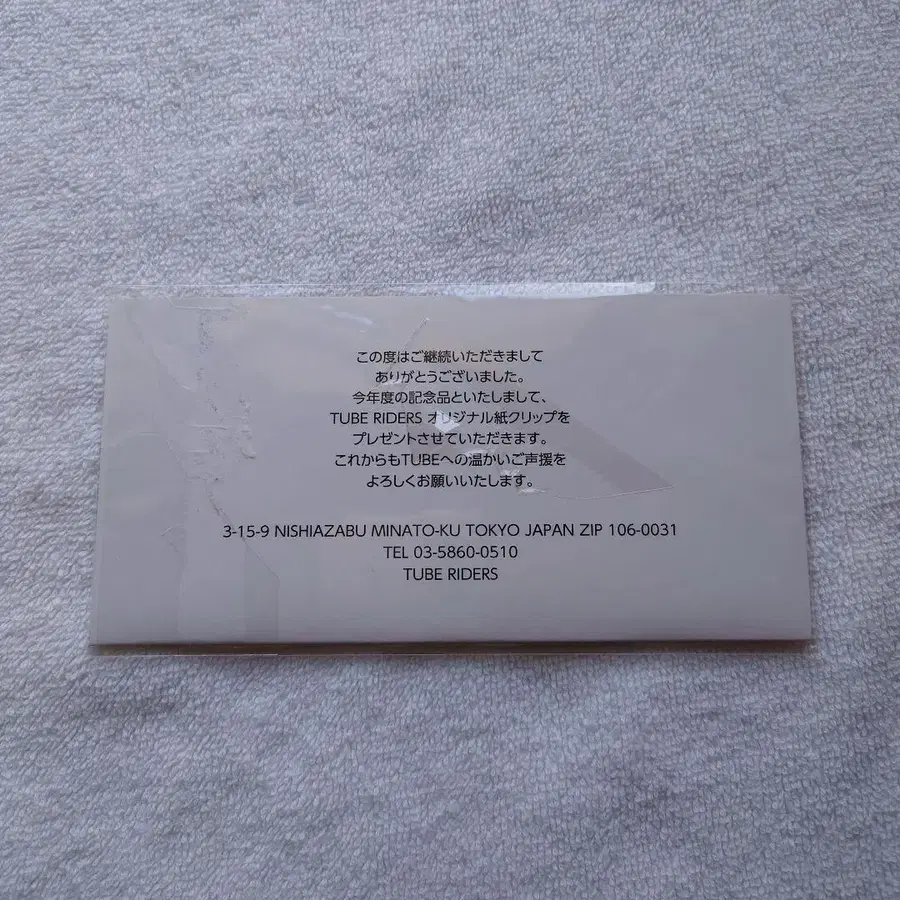 この度はご継続いただきまして
ありがとうございました。
今年度の記念品といたしまして、
TUBE RIDERS オリジナル紙クリップを
プレゼントさせていただきます。
これからもTUBEへの温かいご声援を
よろしくお願いいたします。
3-15-9 NISHIAZABU MINATO-KU TOKYO JAPAN ZIP 106-0031
TEL 03-5860-0510
TUBE RIDERS